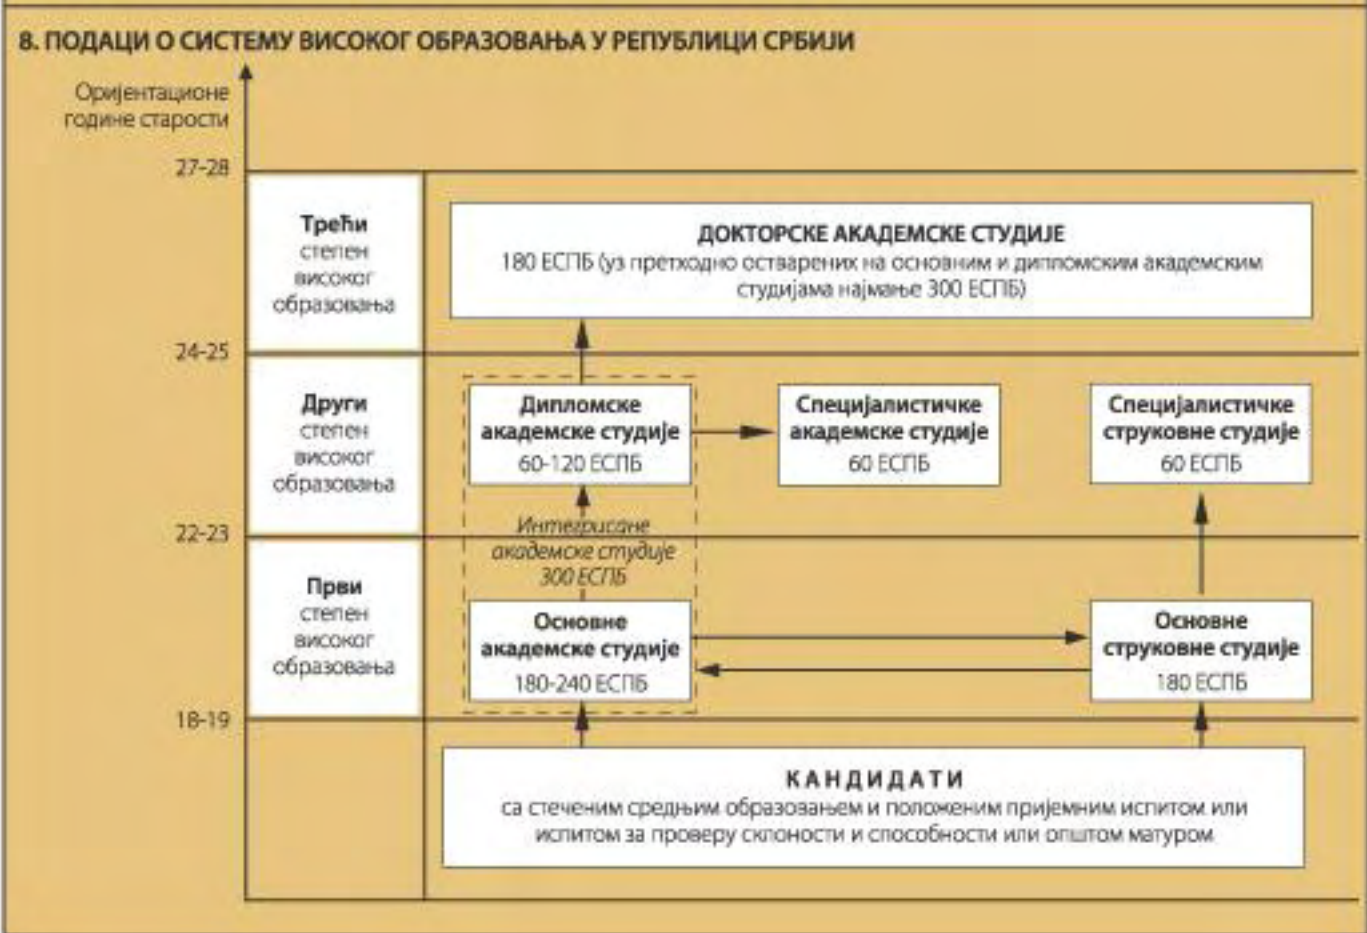 8. ПОДАЦИ О СИСТЕМУ ВИСОКОГ ОБРАЗОВАЊА У РЕПУБЛИЦИ СРБИЈИ
Оријентационе
године старости
27-28
Трећи
степен
високог
образовања
ДОКТОРСКЕ АКАДЕМСКЕ СТУДИЈЕ
180 ЕСПБ (уз претходно остварених на основним и дипломским академским
студијама најмање 300 ЕСПБ)
24-25
Други
степен
високог
образовања
Дипломске
академске студије
60-120 ЕСПБ
Специјалистичке
академске студије
60 ЕСПБ
Специјалистичке
струковне студије
60 ЕСПБ
22-23
Интегрисане
академске студије
300 ЕСПБ
Први
степен
високог
образовања
Основне
академске студије
180-240 ЕСПБ
Основне
струковне студије
180 ЕСПБ
18-19
КАНДИДАТИ
са стеченим средњим образовањем и положеним пријемним испитом или
испитом за проверу склоности и способности или општом матуром